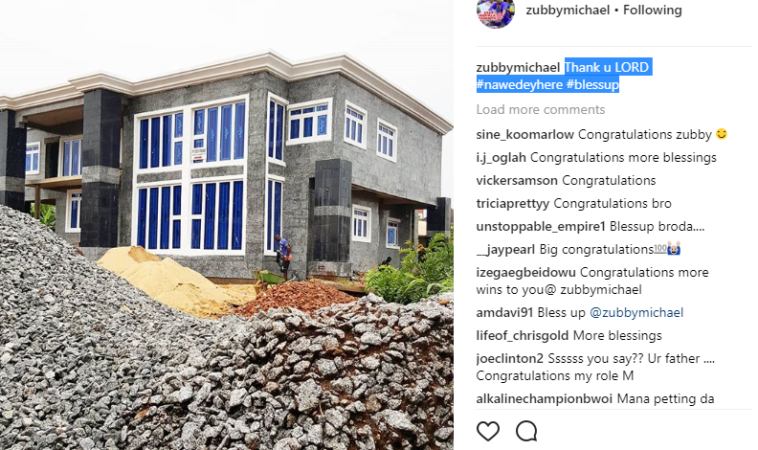 zubbymichael • Following
zubbymichael Thank u LORD
#nawedeyhere #blessup
Load more comments
sine_koomarlow Congratulations zubby 😊
i.j_oglah Congratulations more blessings
vickersamson Congratulations
triciaprettyy Congratulations bro
unstoppable_empire1 Blessup broda....
__jaypearl Big congratulations💯🙌
izegaegbeidowu Congratulations more
wins to you@ zubbymichael
amdavi91 Bless up @zubbymichael
lifeof_chrisgold More blessings
joeclinton2 Ssssss you say?? Ur father ....
Congratulations my role M
alkalinechampionbwoi Mana petting da